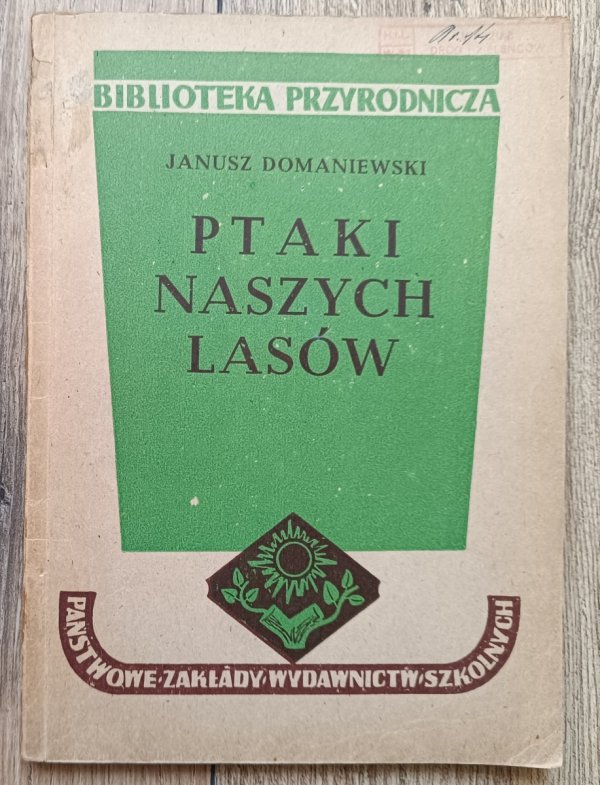 BIBLIOTEKA PRZYRODNICZA
JANUSZ DOMANIEWSKI
PTAKI
NASZYCH
LASÓW
PAŃSTWOWE·ZAKŁADY·WYDAWNICTW·SZKOLNYCH